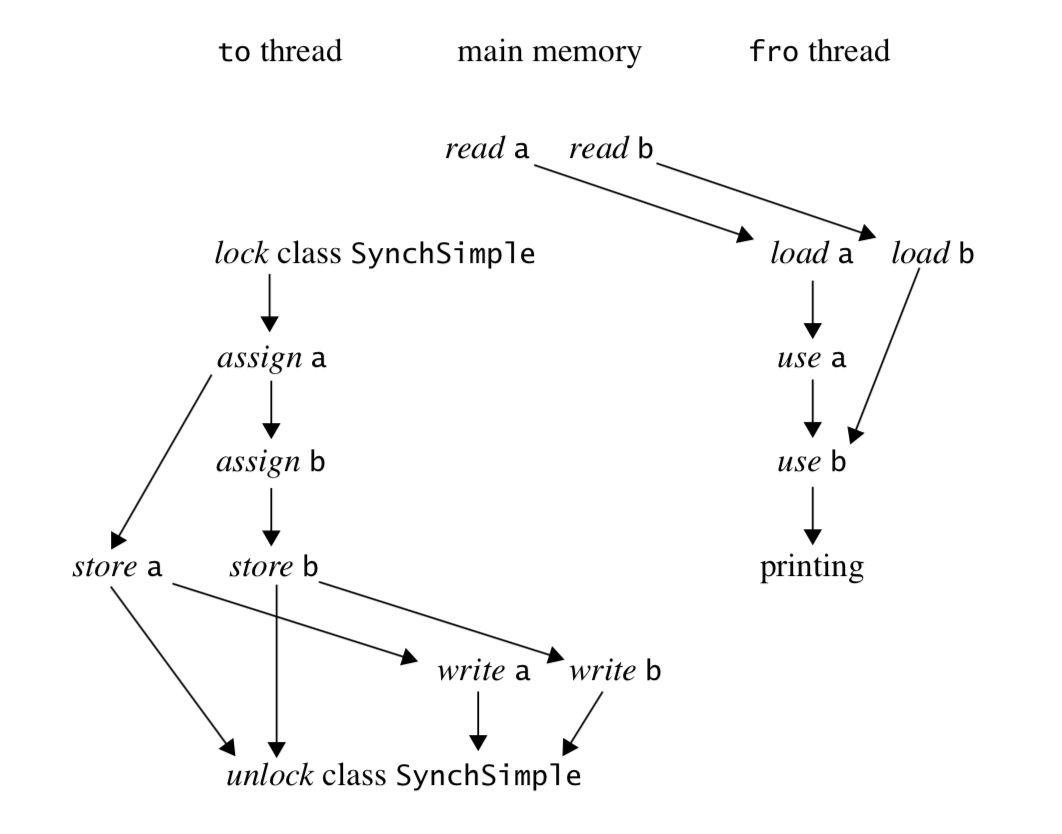 to thread main memory fro thread
read a read b
lock class SynchSimple load a load b
assign a use a
assign b use b
store a store b printing
write a write b
unlock class SynchSimple